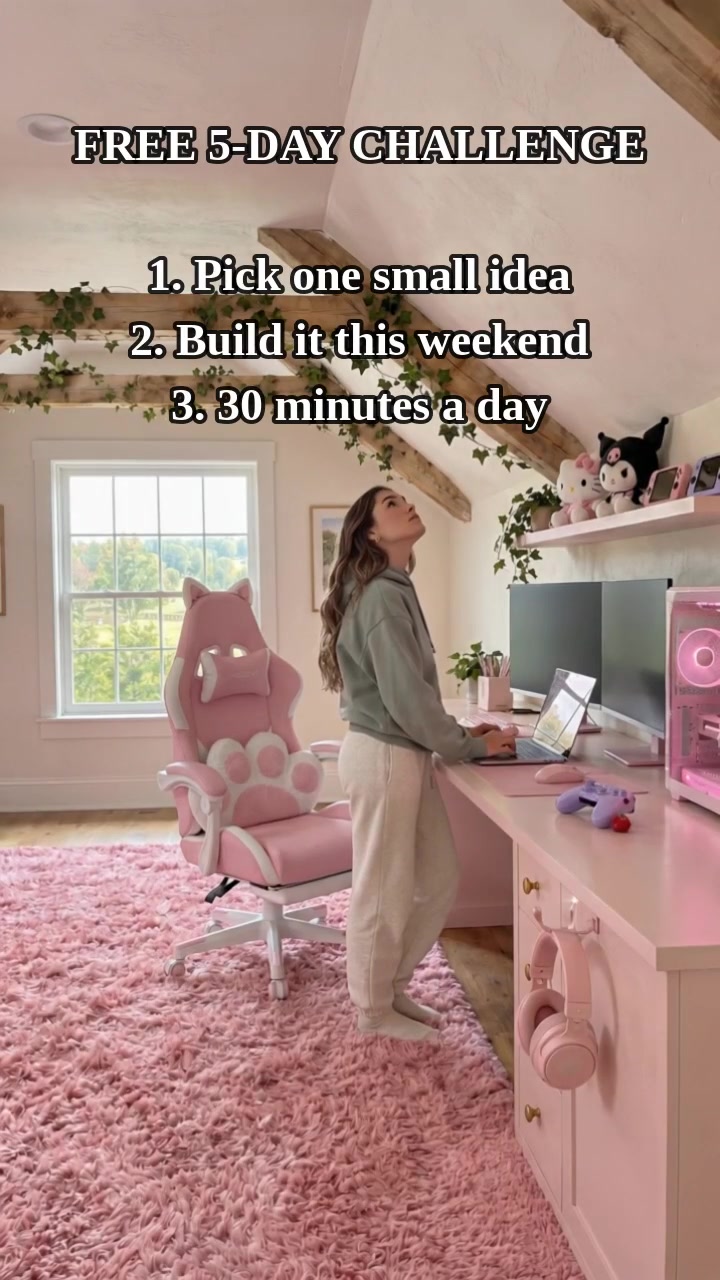 FREE 5-DAY CHALLENGE
1. Pick one small idea
2. Build it this weekend
3. 30 minutes a day